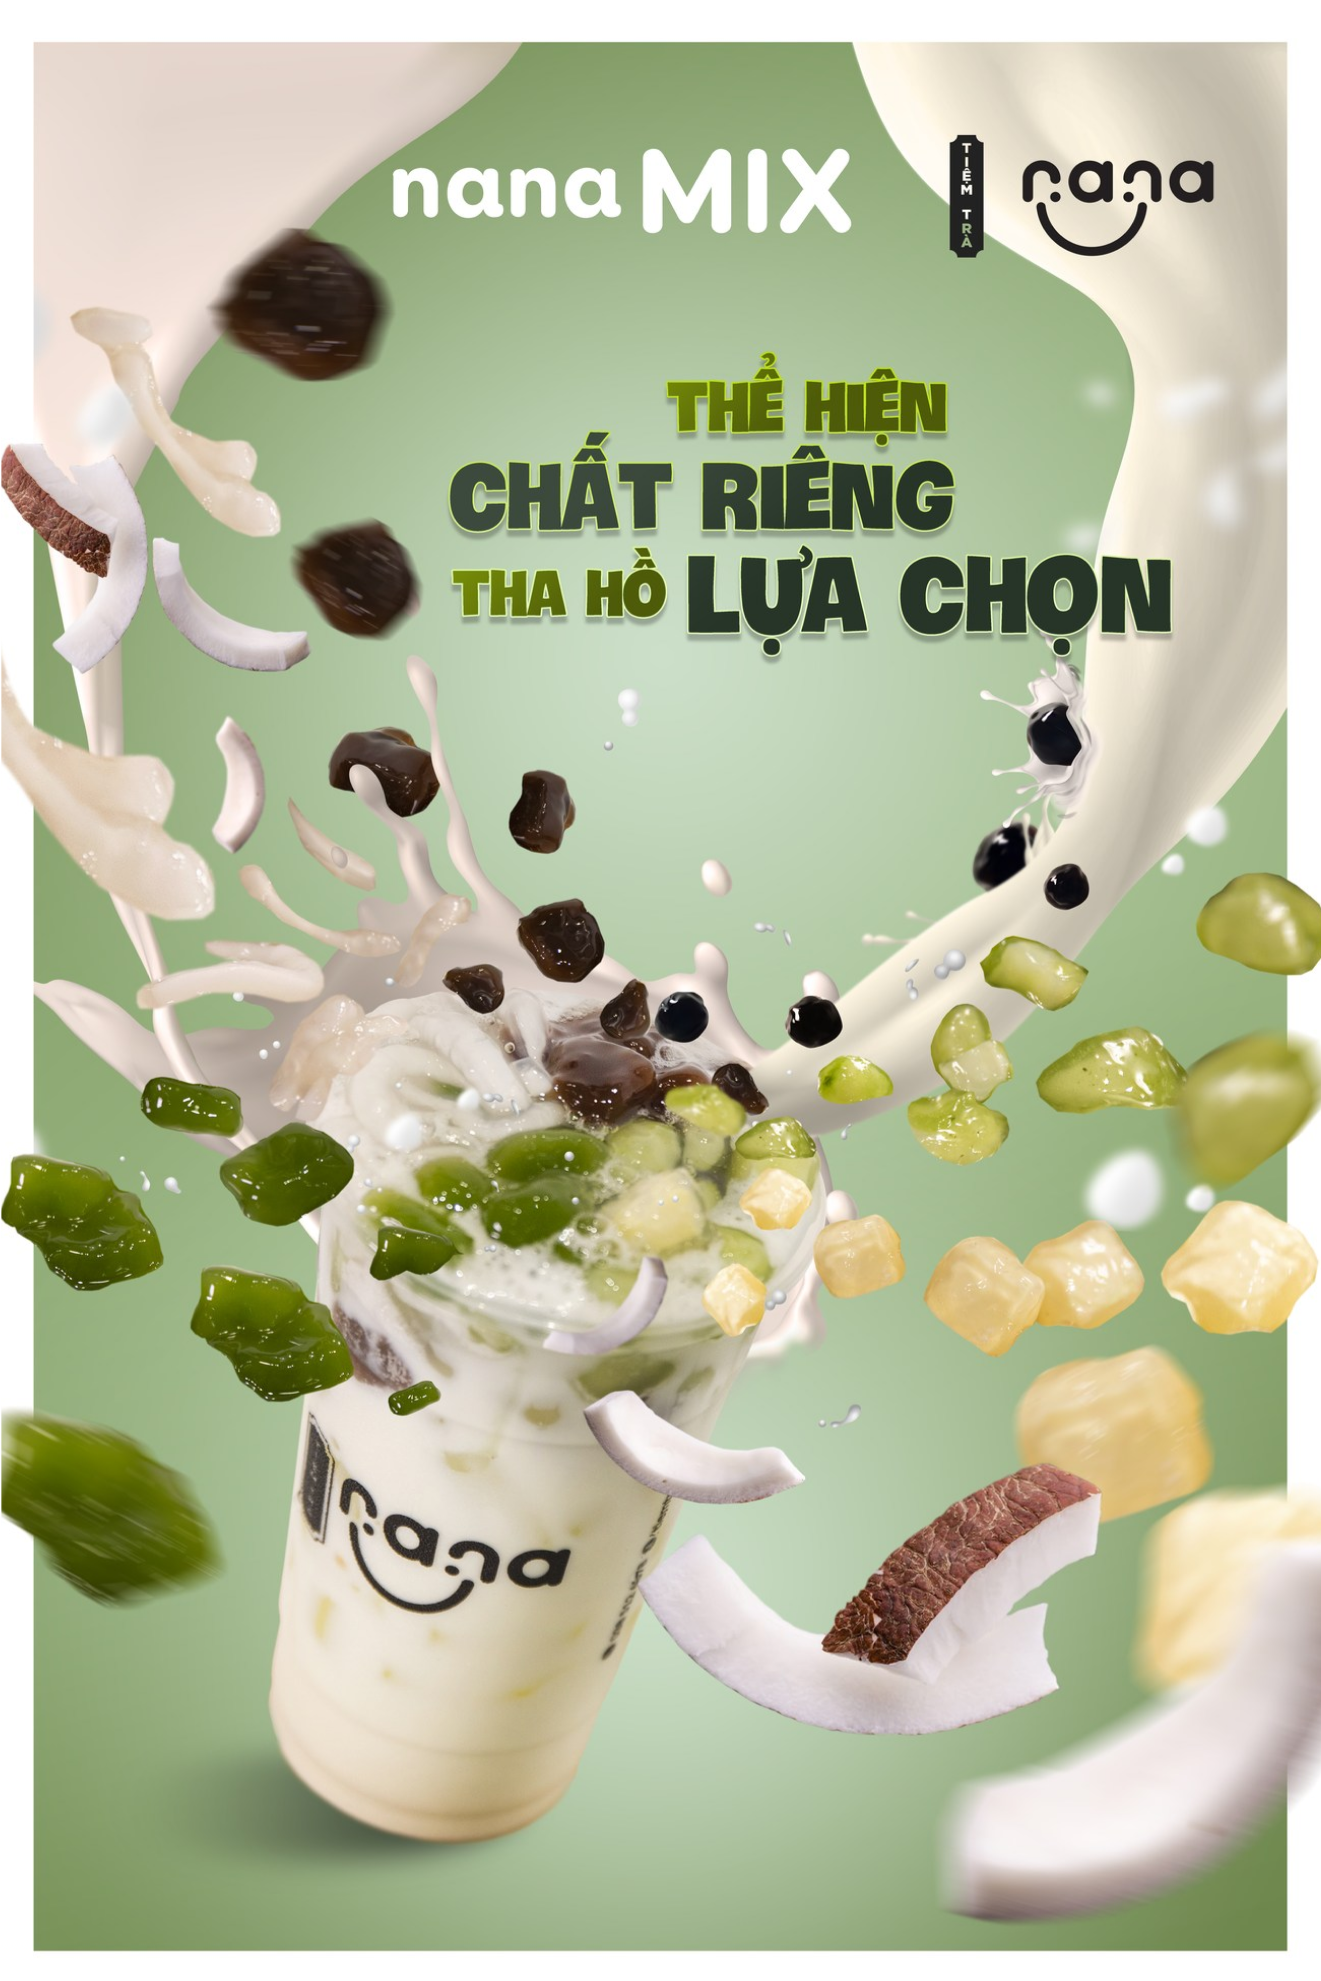 nana MIX
TIỆM TRÀ
nana
THỂ HIỆN
CHẤT RIÊNG
THA HỒ LỰA CHỌN
nana